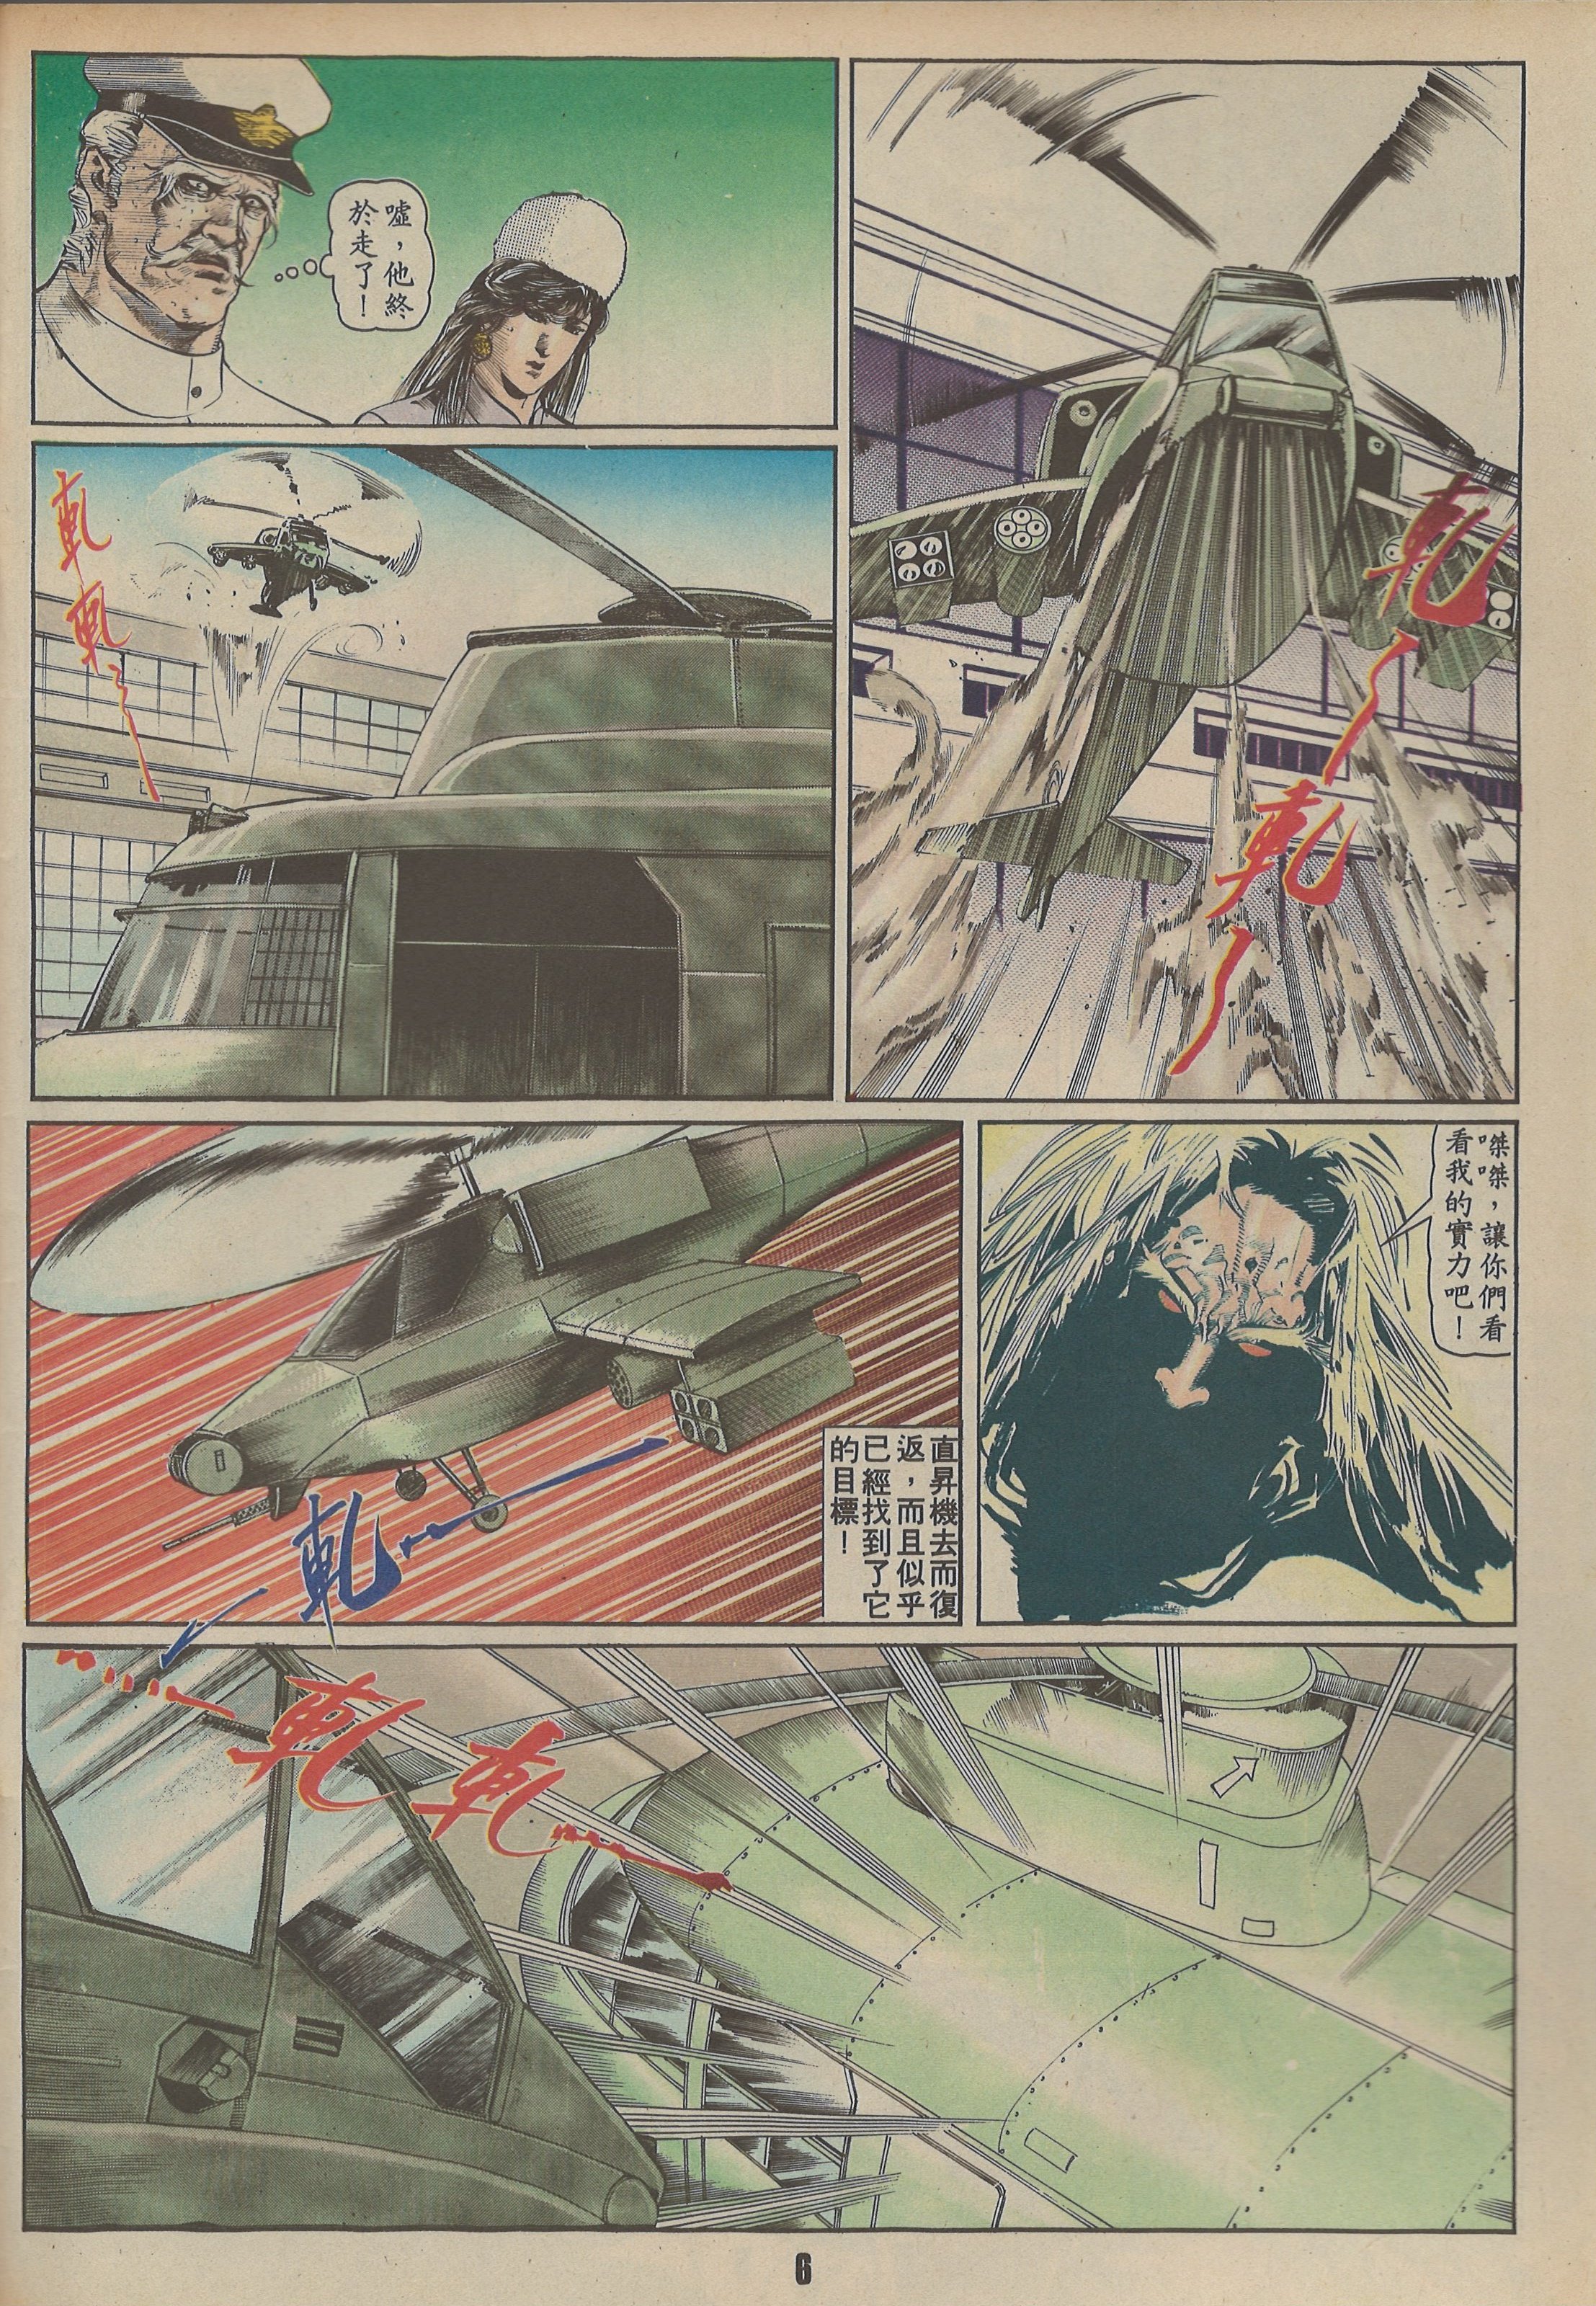 軋
軋
噓，他終
於走了！
軋
軋
桀桀，讓你們看
看我的實力吧！
直昇機去而復
返，而且似乎
已經找到了它
的目標！
軋
軋
軋
6